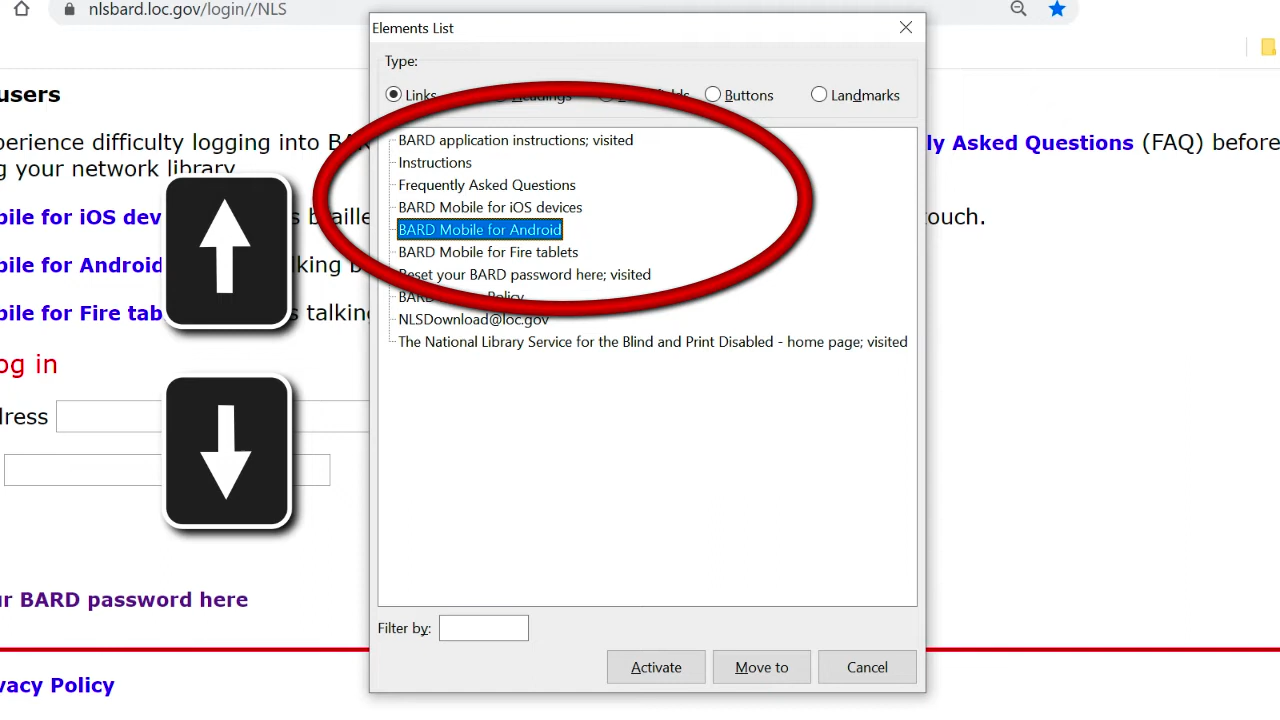 nlsbard.loc.gov/login//NLS
Elements List
Type:
Links
Headings
Buttons
Landmarks
BARD application instructions; visited
Instructions
Frequently Asked Questions
BARD Mobile for iOS devices
BARD Mobile for Android
BARD Mobile for Fire tablets
Reset your BARD password here; visited
BARD Policy
NLSDownload@loc.gov
The National Library Service for the Blind and Print Disabled - home page; visited
Filter by:
Activate
Move to
Cancel
users
perience difficulty logging into BA
ly Asked Questions (FAQ) before
g your network library
bile for iOS dev s braille
touch.
bile for Android lking b
bile for Fire tab s talking
og in
dress
ur BARD password here
vacy Policy